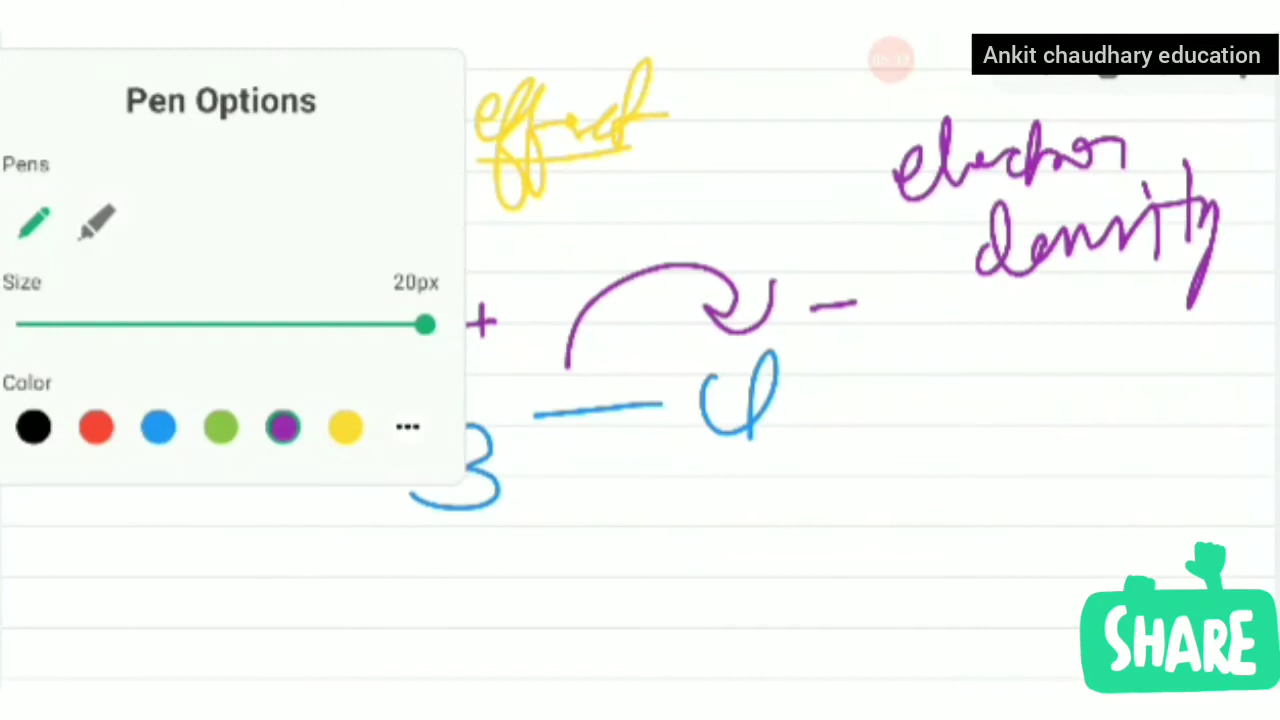 Ankit chaudhary education
Pen Options
effect
electron
density
Pens
Size 20px
+ −
Color
3 — Cl
SHARE